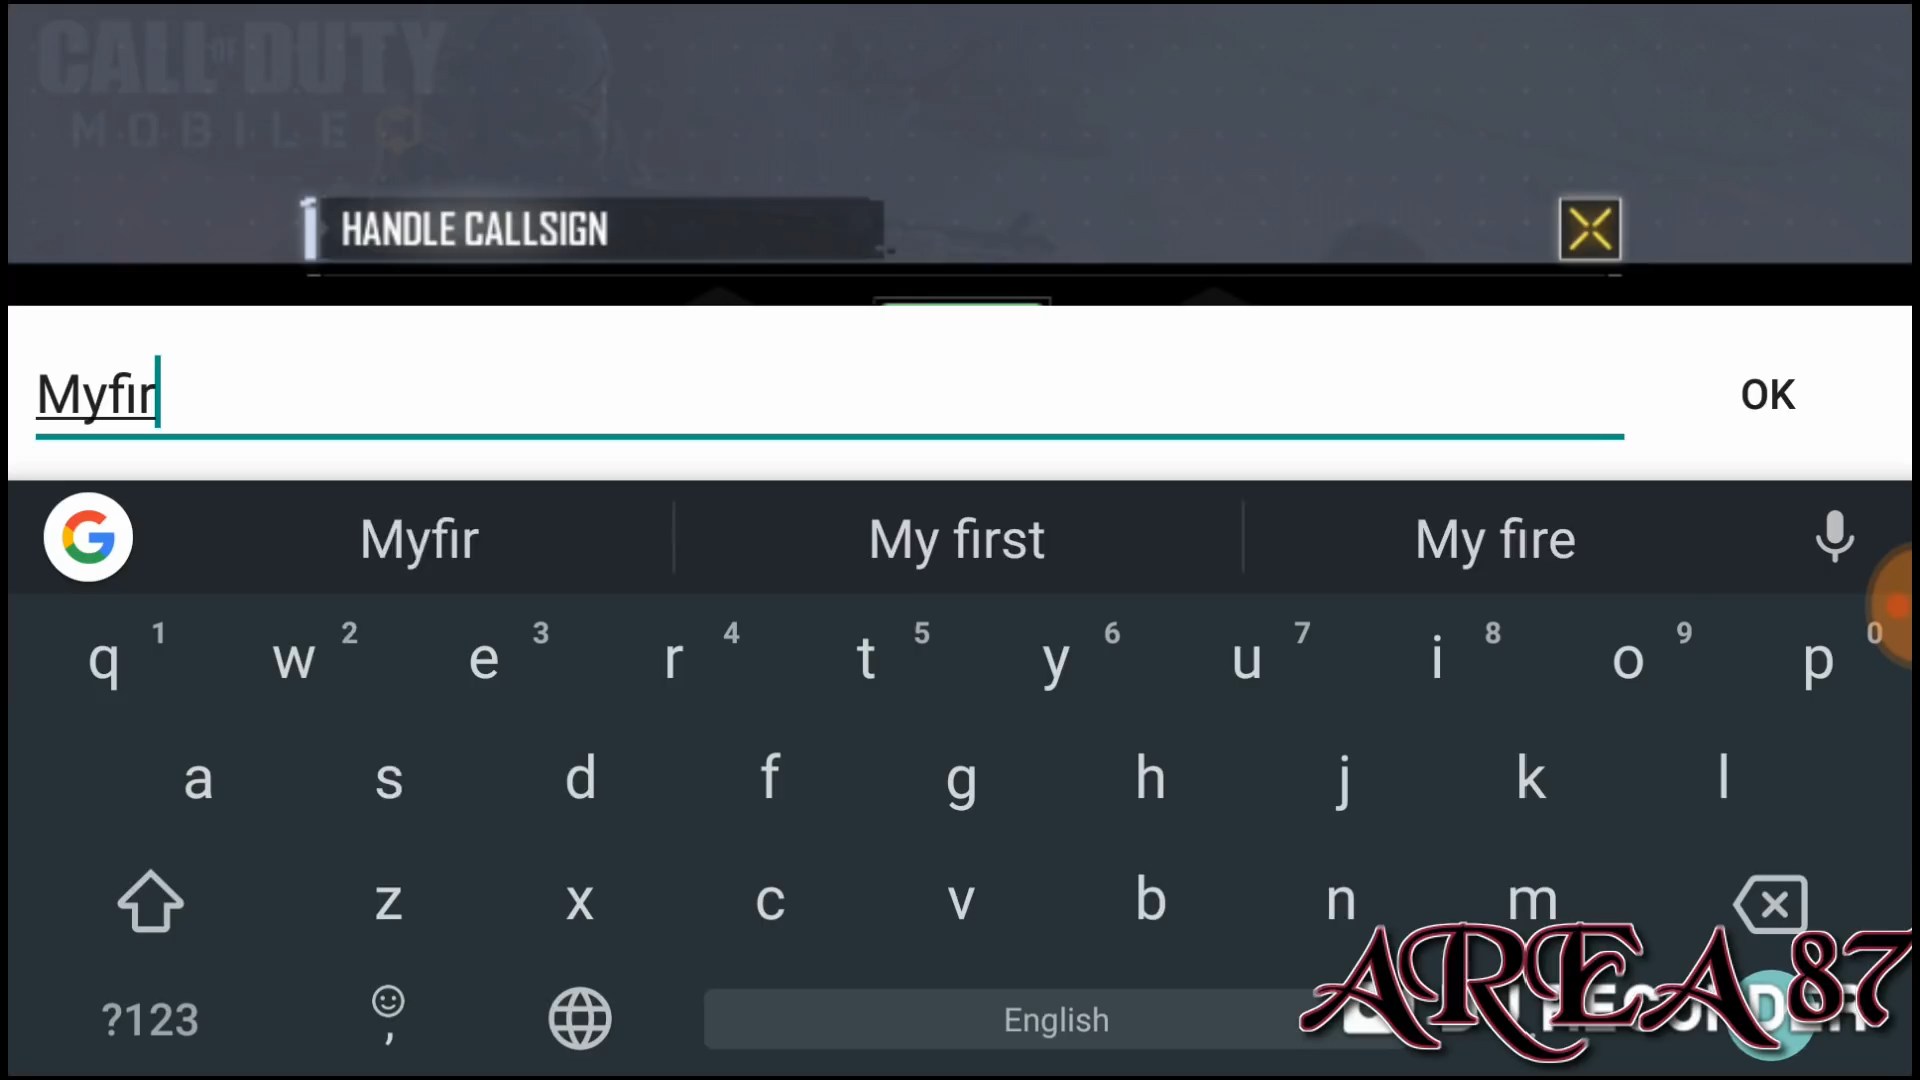 CALL OF DUTY
MOBILE
HANDLE CALLSIGN
Myfir
OK
G
Myfir
My first
My fire
q 1 w 2 e 3 r 4 t 5 y 6 u 7 i 8 o 9 p 0
a s d f g h j k l
z x c v b n m
?123
,
English
AREA 87
RECORDER